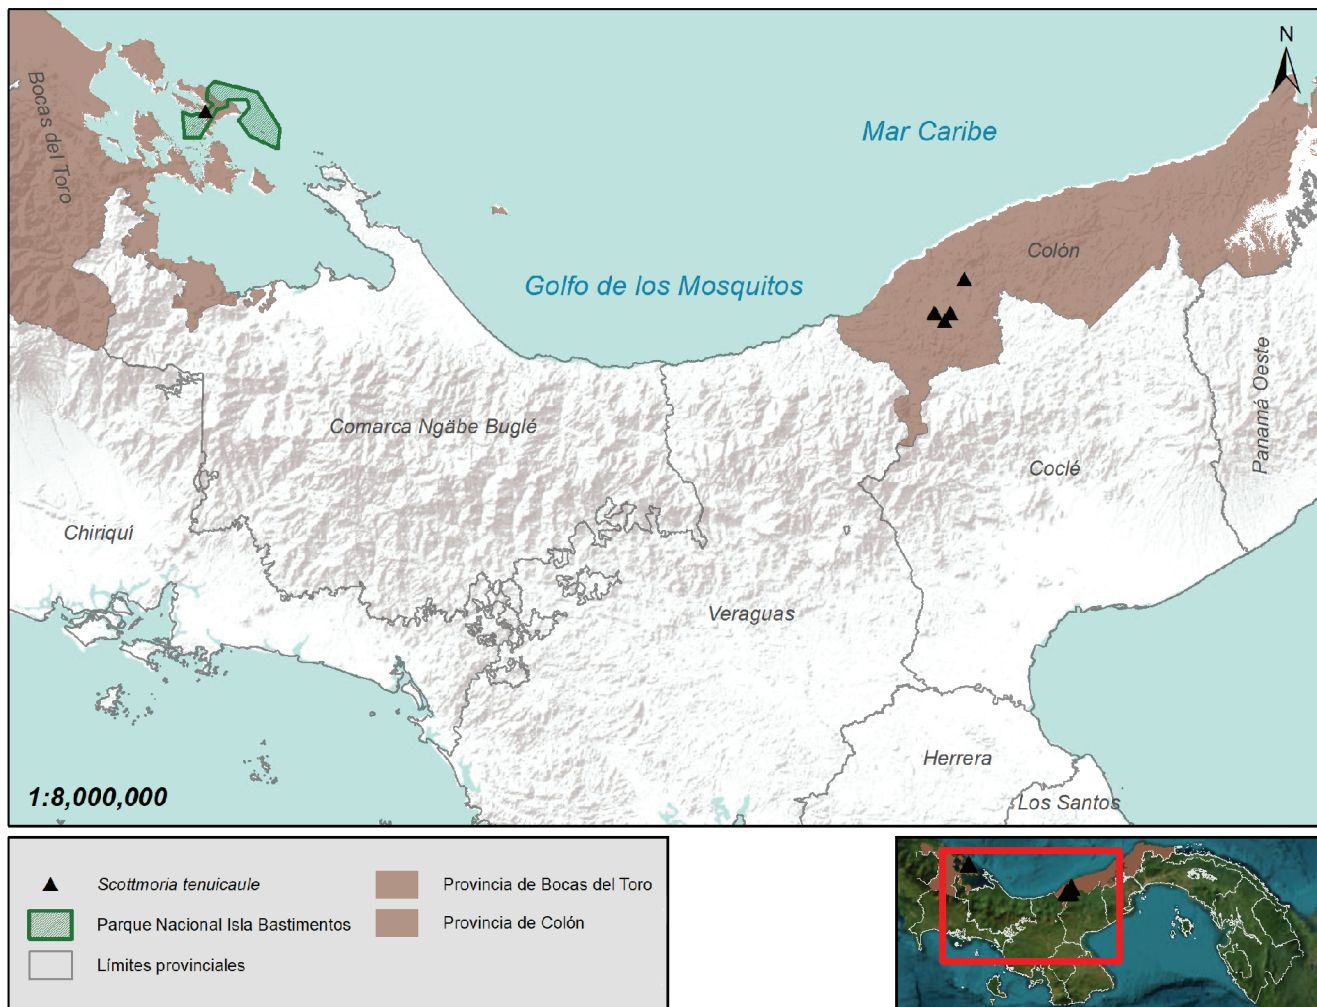 N
Bocas del Toro
Mar Caribe
Colón
Golfo de los Mosquitos
Comarca Ngäbe Buglé
Panamá Oeste
Coclé
Chiriquí
Veraguas
Herrera
Los Santos
1:8,000,000
Scottmoria tenuicaule
Parque Nacional Isla Bastimentos
Límites provinciales
Provincia de Bocas del Toro
Provincia de Colón